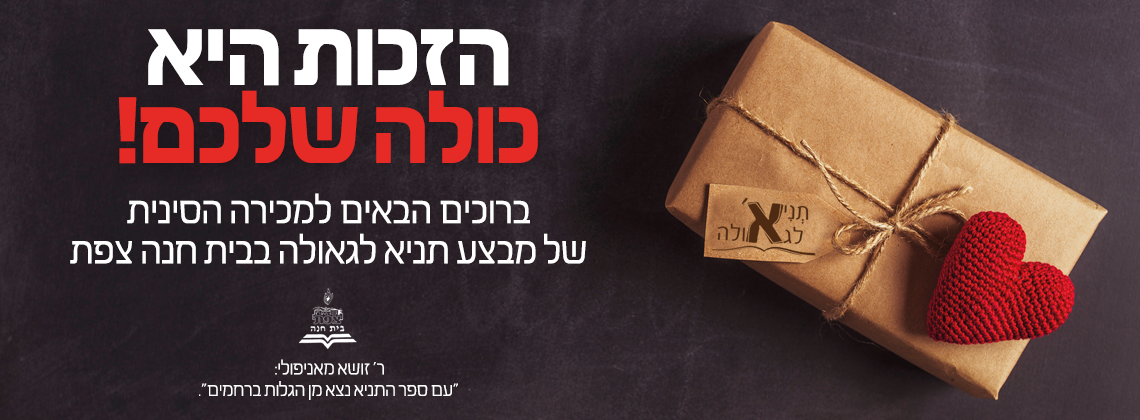 הזכות היא
כולה שלכם!
ברוכים הבאים למכירה הסינית
של מבצע תניא לגאולה בבית חנה צפת
בית חנה
ר' זושא מאניפולי:
"עם ספר התניא נצא מן הגלות ברחמים".
תְנִיא
לגאולה